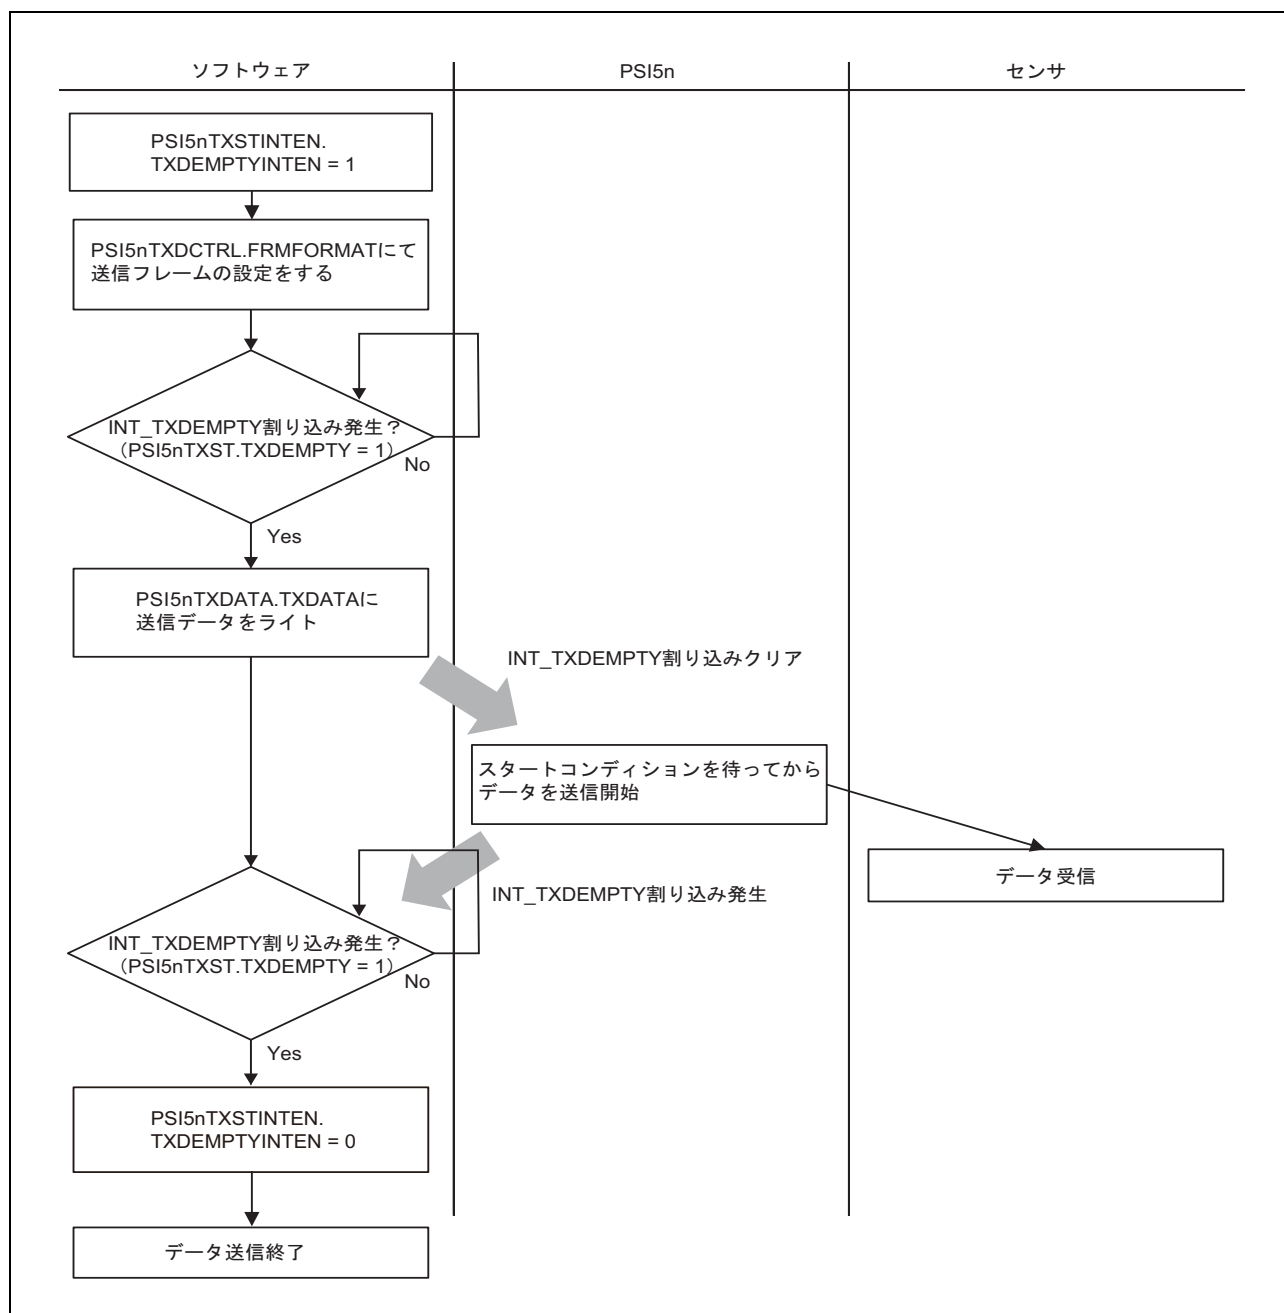 ソフトウェア
PSI5n
センサ
PSI5nTXSTINTEN.
TXDEMPTYINTEN = 1
PSI5nTXDCTRL.FRMFORMATにて
送信フレームの設定をする
INT_TXDEMPTY割り込み発生？
（PSI5nTXST.TXDEMPTY = 1）
No
Yes
PSI5nTXDATA.TXDATAに
送信データをライト
INT_TXDEMPTY割り込みクリア
スタートコンディションを待ってから
データを送信開始
データ受信
INT_TXDEMPTY割り込み発生
INT_TXDEMPTY割り込み発生？
（PSI5nTXST.TXDEMPTY = 1）
No
Yes
PSI5nTXSTINTEN.
TXDEMPTYINTEN = 0
データ送信終了